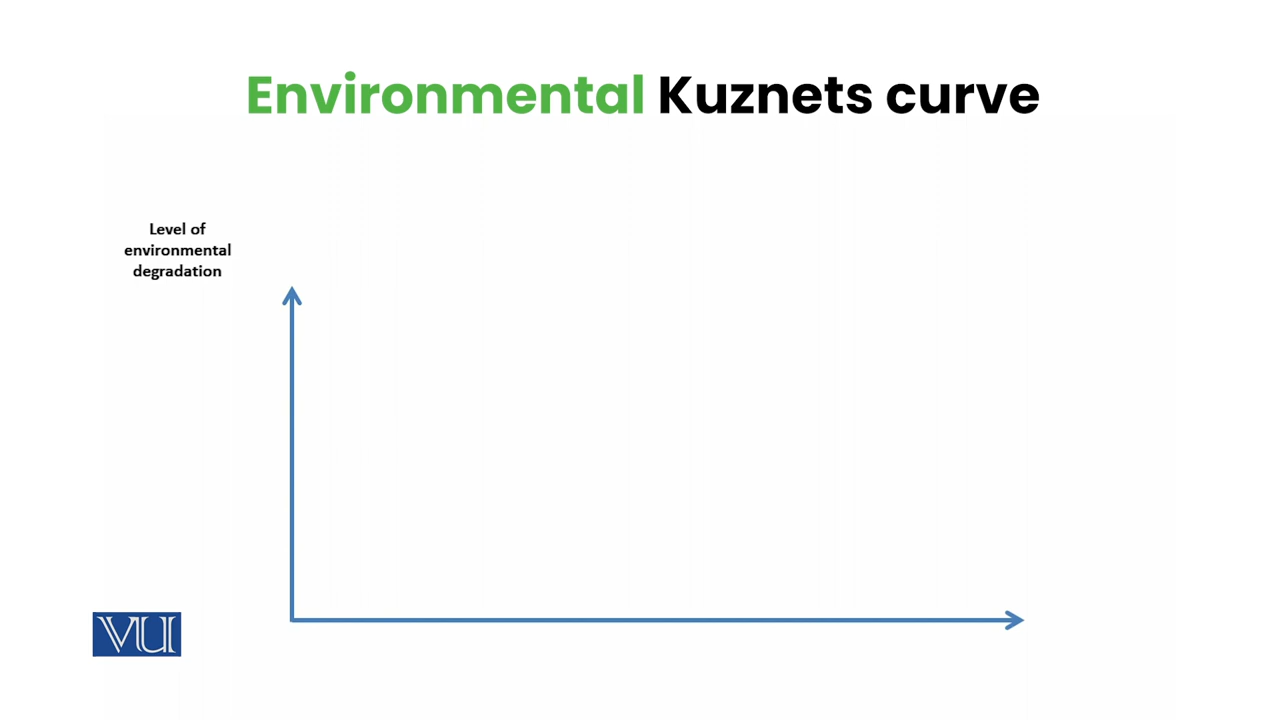 Environmental Kuznets curve
Level of
environmental
degradation
VU